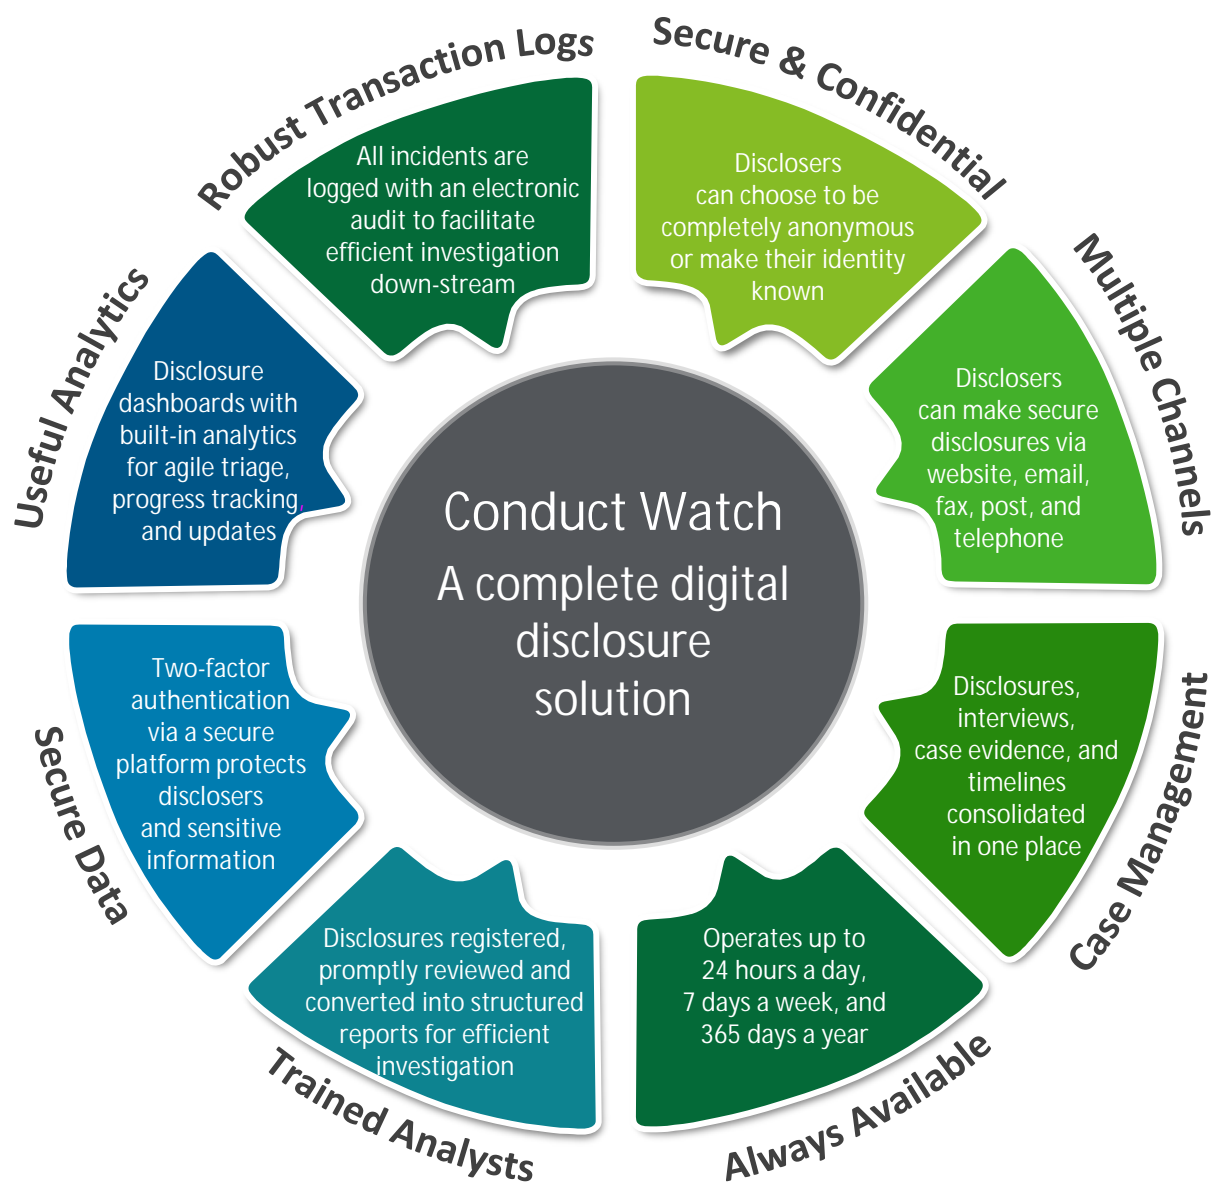 Conduct Watch
A complete digital
disclosure
solution
Secure & Confidential
Disclosers
can choose to be
completely anonymous
or make their identity
known
Multiple Channels
Disclosers
can make secure
disclosures via
website, email,
fax, post, and
telephone
Case Management
Disclosures,
interviews,
case evidence, and
timelines
consolidated
in one place
Always Available
Operates up to
24 hours a day,
7 days a week, and
365 days a year
Trained Analysts
Disclosures registered,
promptly reviewed and
converted into structured
reports for efficient
investigation
Secure Data
Two-factor
authentication
via a secure
platform protects
disclosers
and sensitive
information
Useful Analytics
Disclosure
dashboards with
built-in analytics
for agile triage,
progress tracking,
and updates
Robust Transaction Logs
All incidents are
logged with an electronic
audit to facilitate
efficient investigation
down-stream